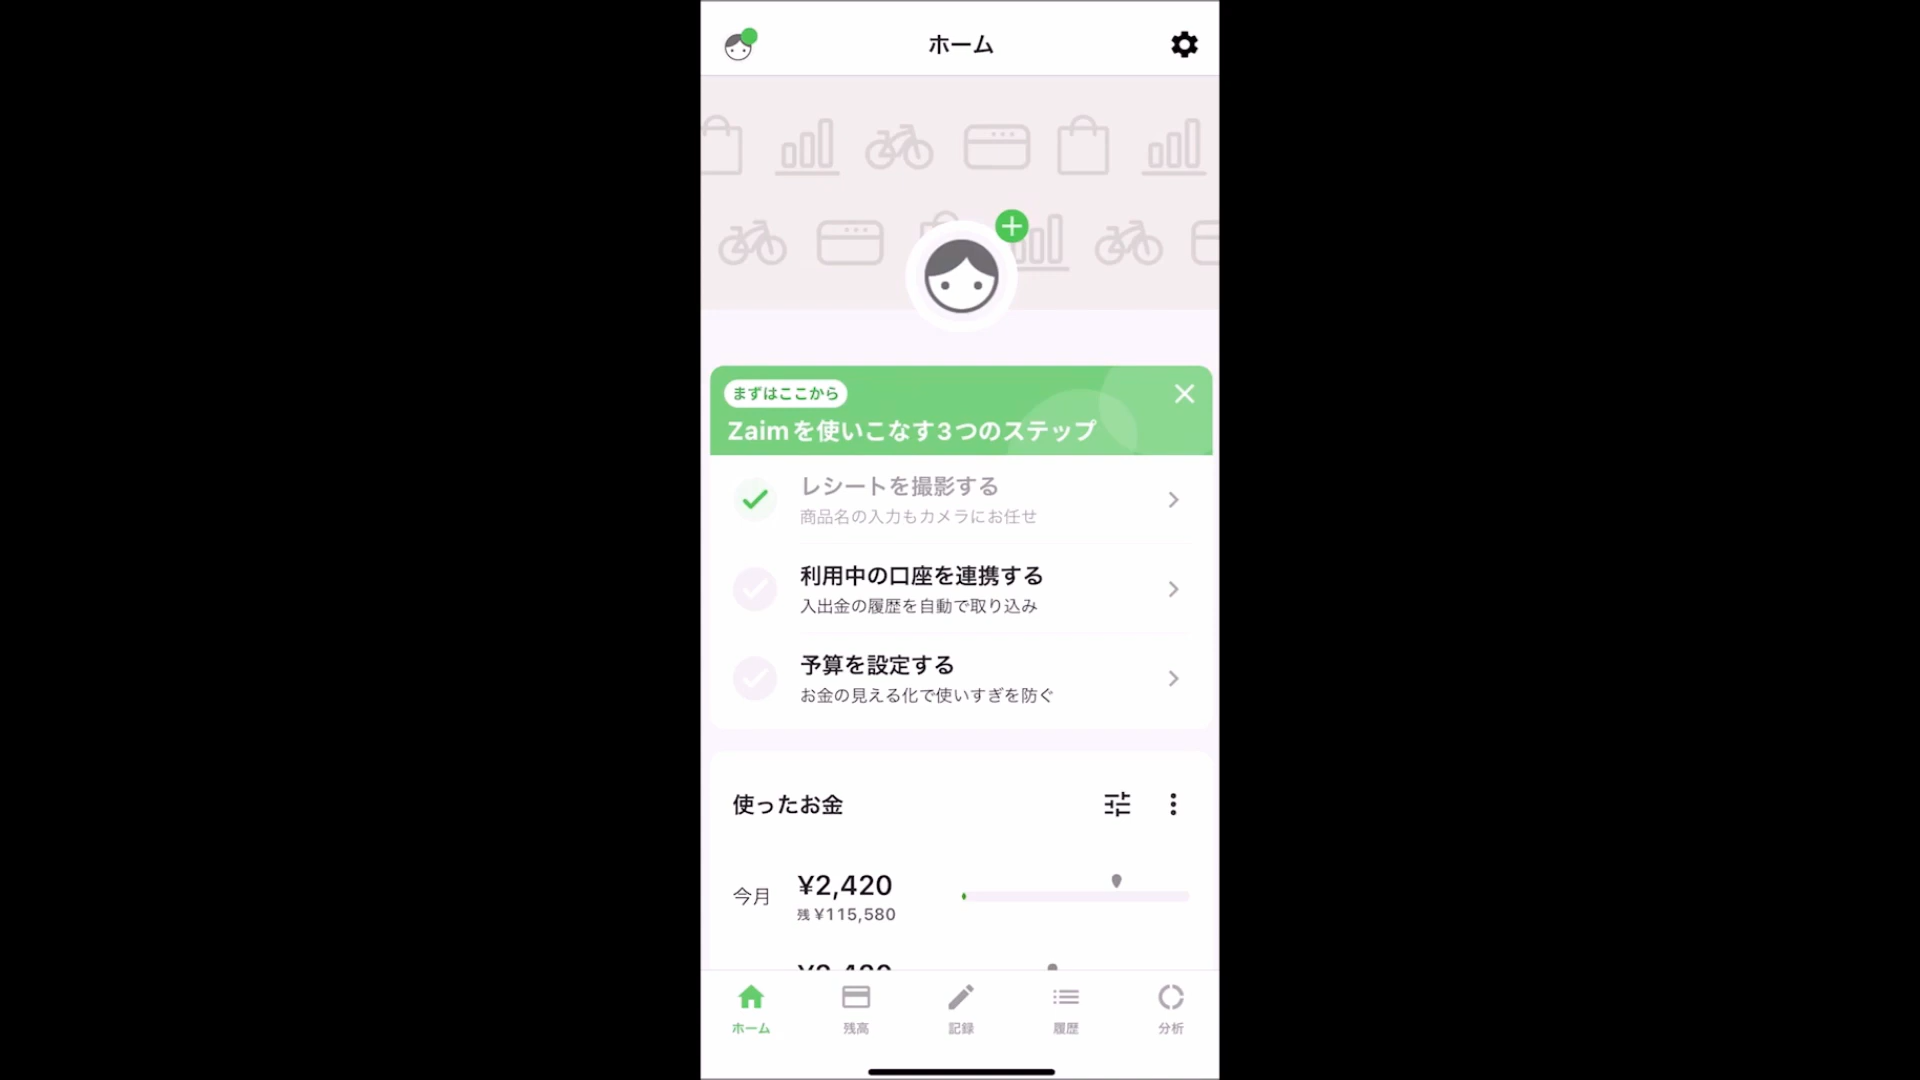 ホーム
まずはここから
Zaimを使いこなす3つのステップ
レシートを撮影する
商品名の入力もカメラにお任せ
利用中の口座を連携する
入出金の履歴を自動で取り込み
予算を設定する
お金の見える化で使いすぎを防ぐ
使ったお金
今月
¥2,420
残 ¥115,580
ホーム
残高
記録
履歴
分析